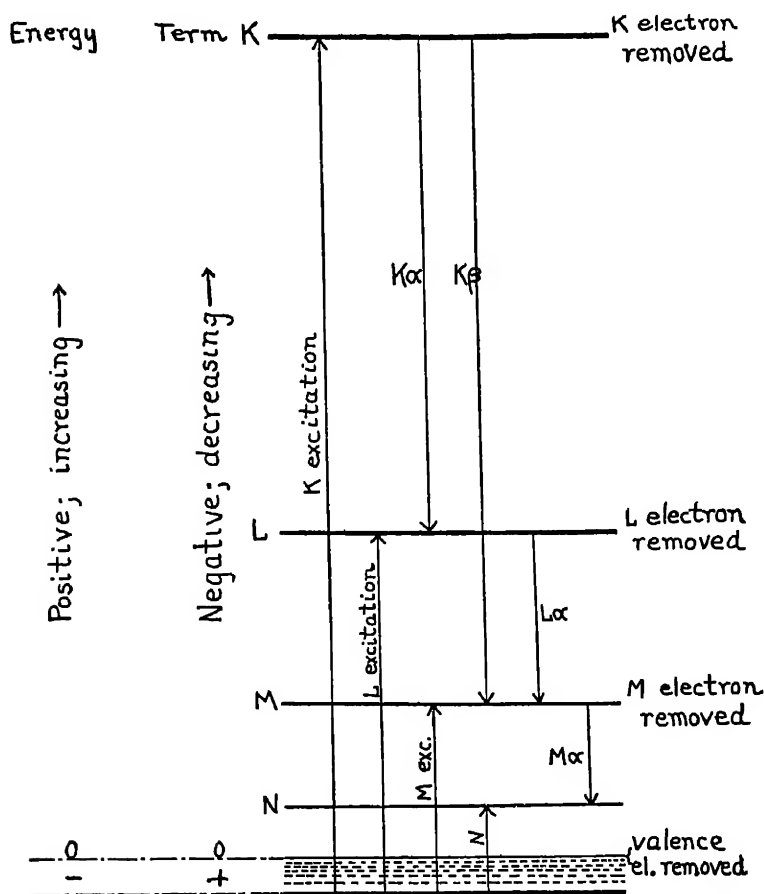 Energy
Term K
K electron
removed
Kα
Kβ
Positive; increasing →
Negative; decreasing →
K excitation
L
L electron
removed
L excitation
Lα
M
M electron
removed
M exc.
Mα
N
N
0
0
valence
el. removed
-
+